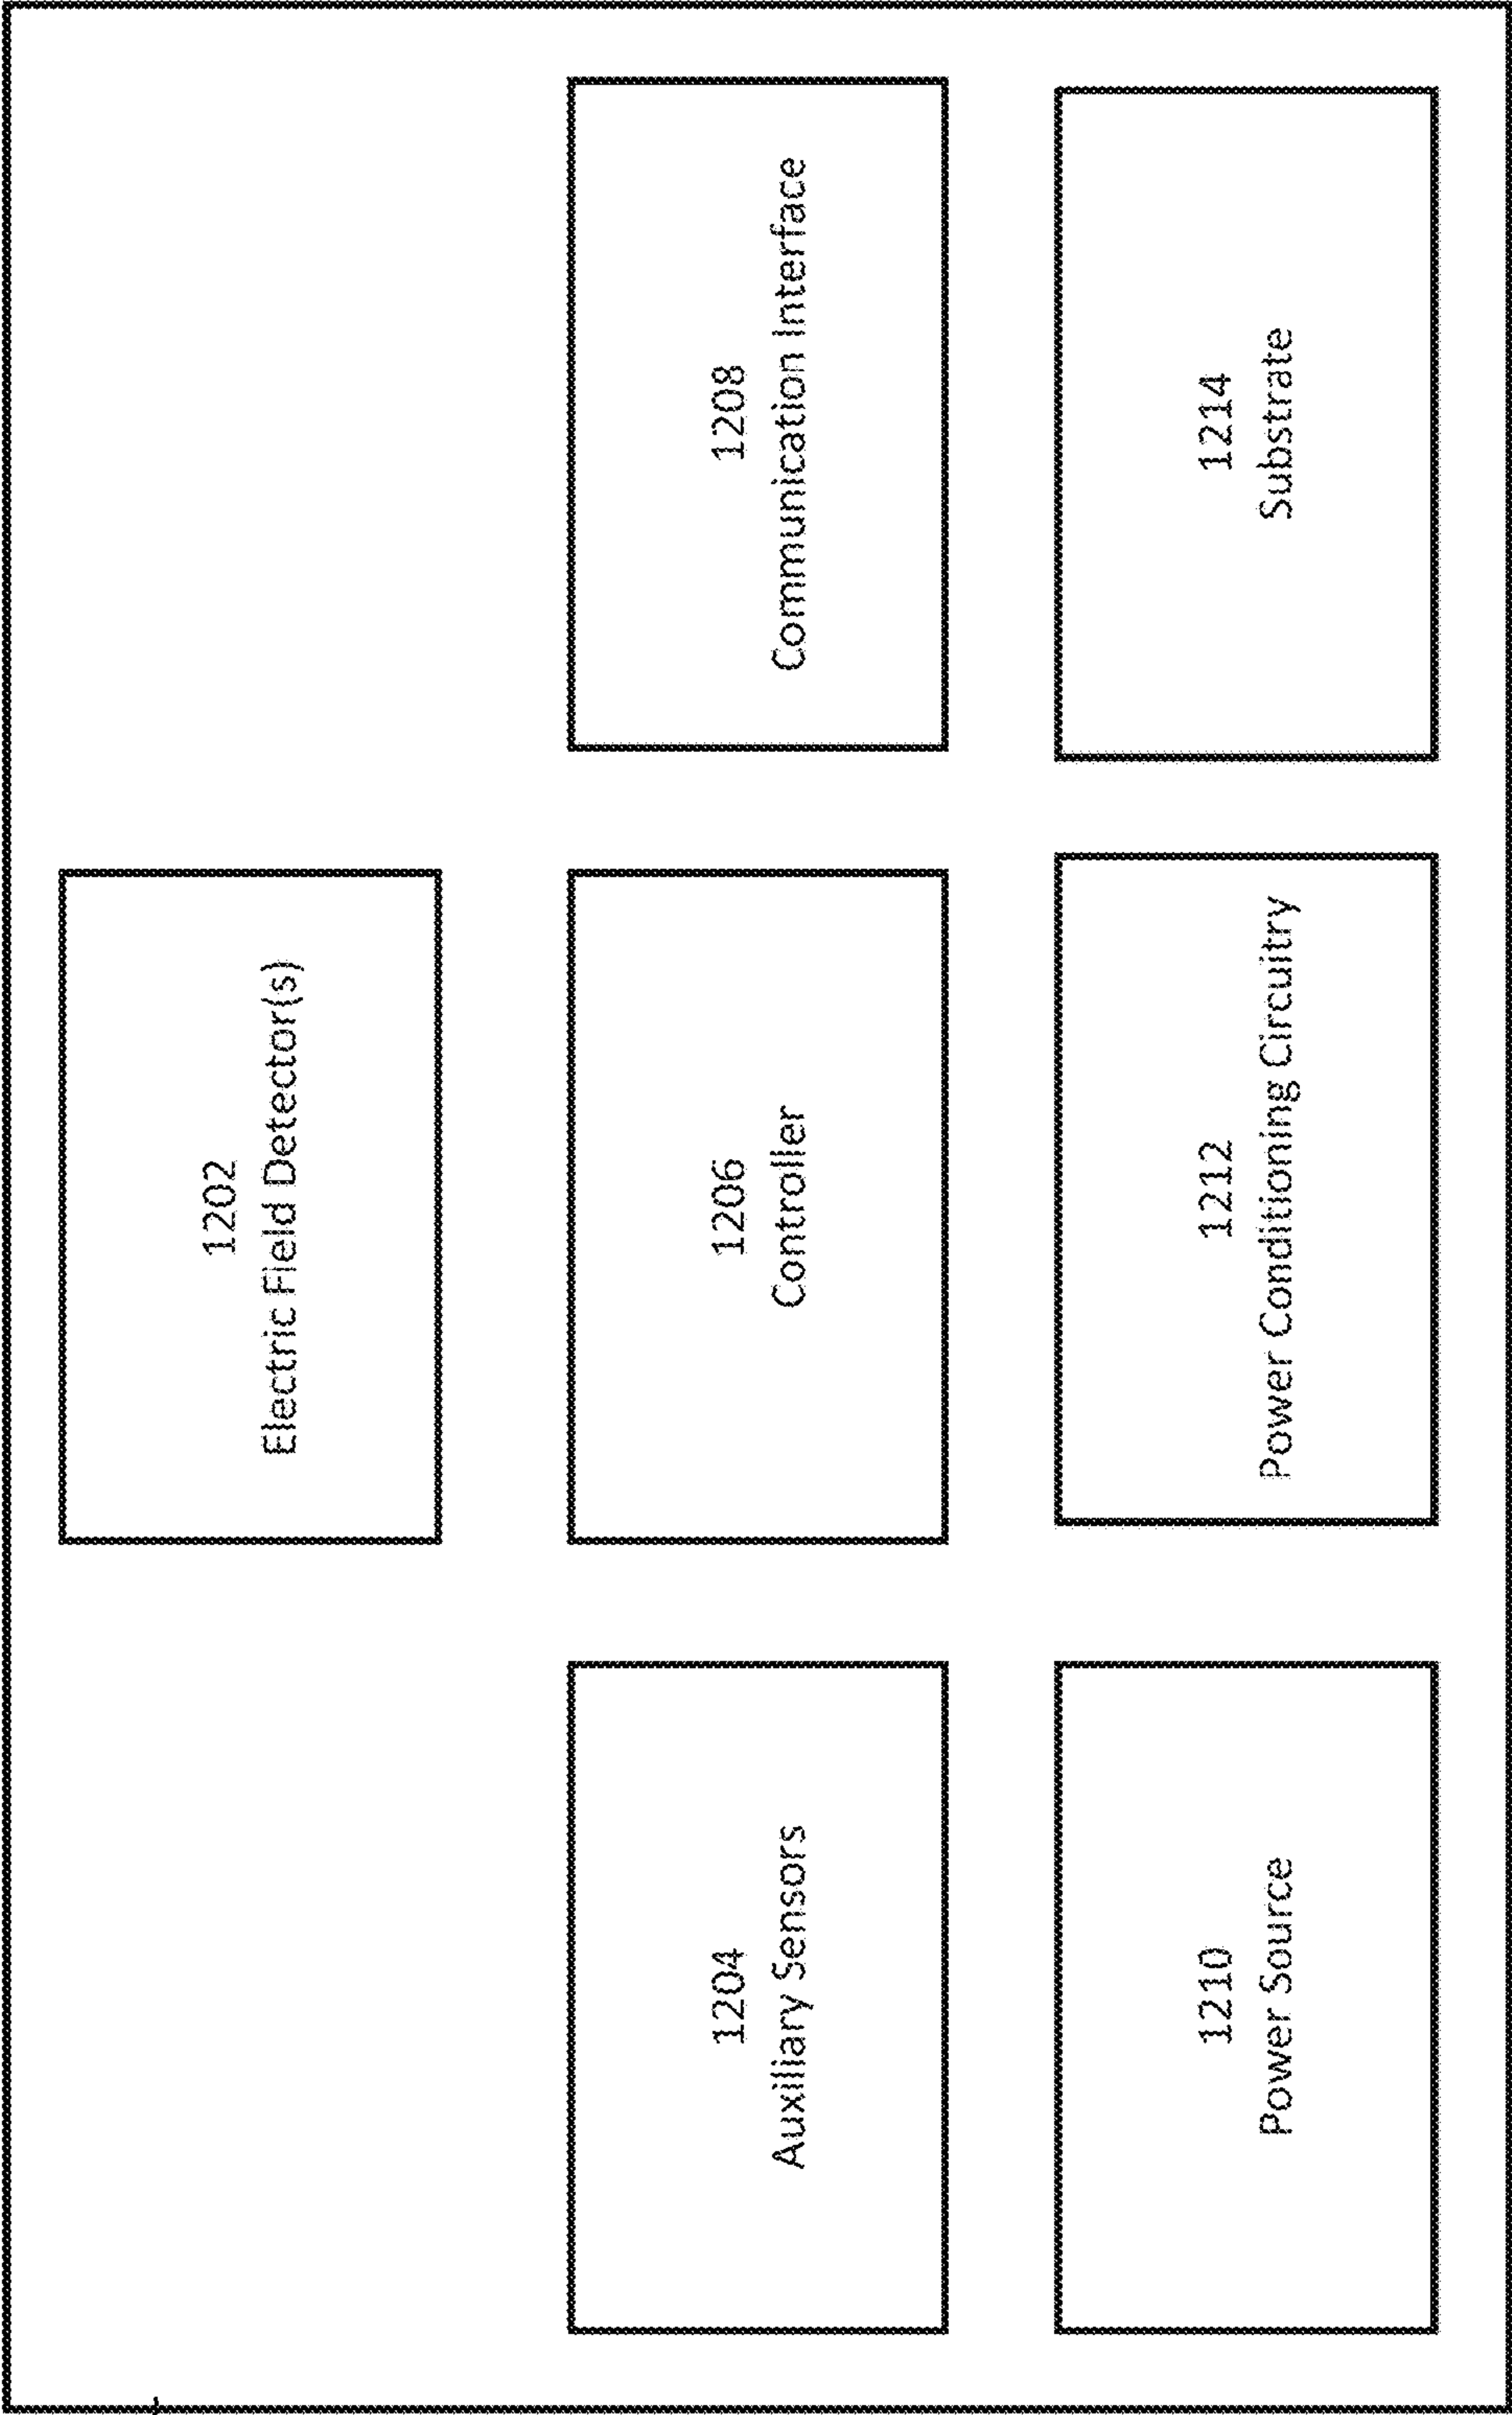 1202
Electric Field Detector(s)
1204
Auxiliary Sensors
1206
Controller
1208
Communication Interface
1210
Power Source
1212
Power Conditioning Circuitry
1214
Substrate